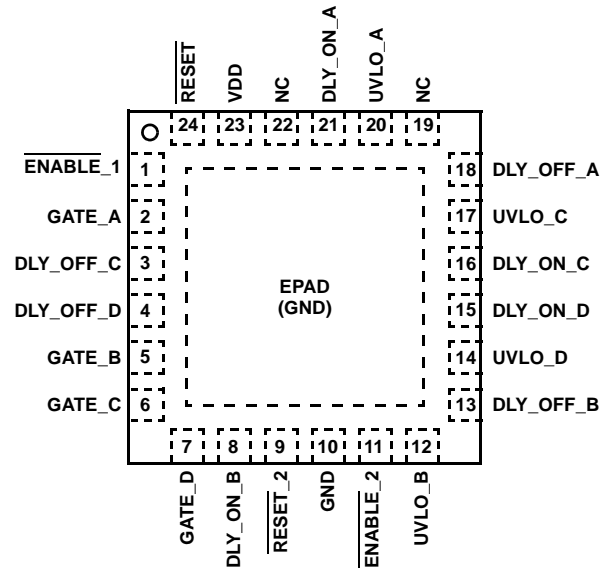 RESET
VDD
NC
DLY_ON_A
UVLO_A
NC
24 23 22 21 20 19
ENABLE_1 1
18 DLY_OFF_A
GATE_A 2
17 UVLO_C
DLY_OFF_C 3
16 DLY_ON_C
EPAD
(GND)
DLY_OFF_D 4
15 DLY_ON_D
GATE_B 5
14 UVLO_D
GATE_C 6
13 DLY_OFF_B
7 8 9 10 11 12
GATE_D
DLY_ON_B
RESET_2
GND
ENABLE_2
UVLO_B